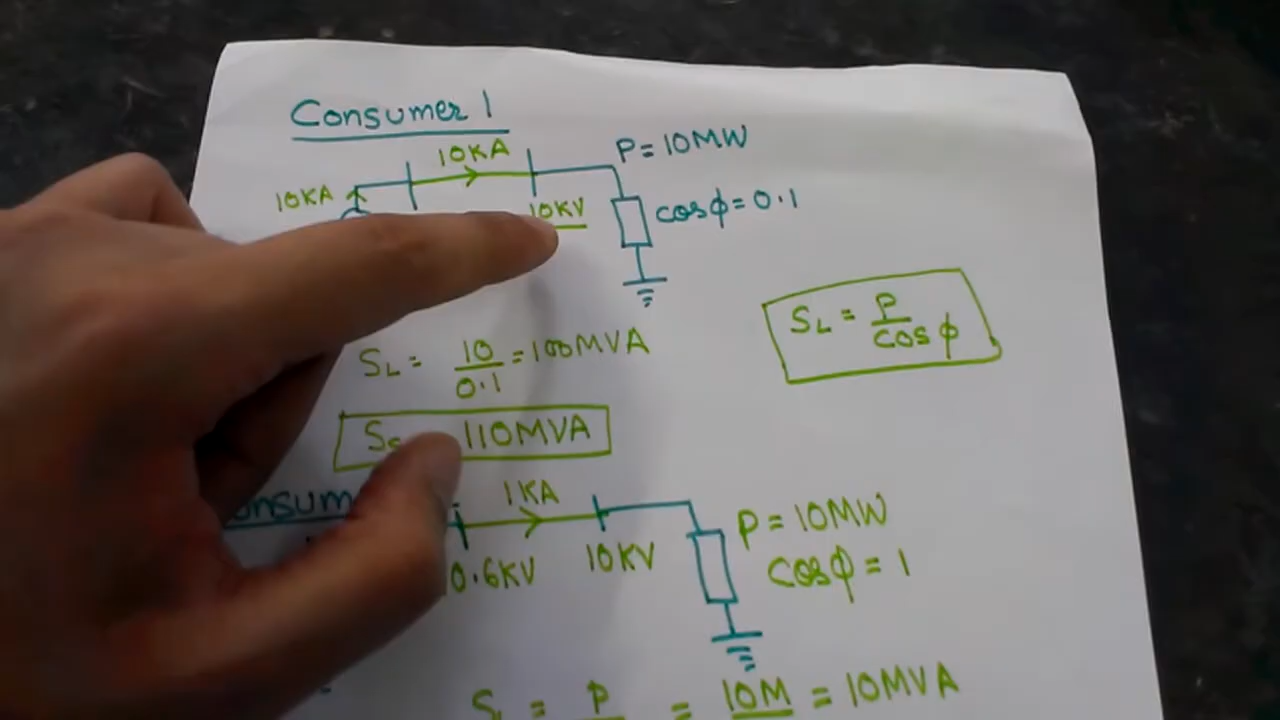 Consumer 1
10KA
P = 10MW
10KA
10KV
cosϕ = 0.1
SL = P/cosϕ
SL = 10/0.1 = 100MVA
110MVA
1KA
P = 10MW
0.6KV
10KV
cosϕ = 1
= P = 10M = 10MVA